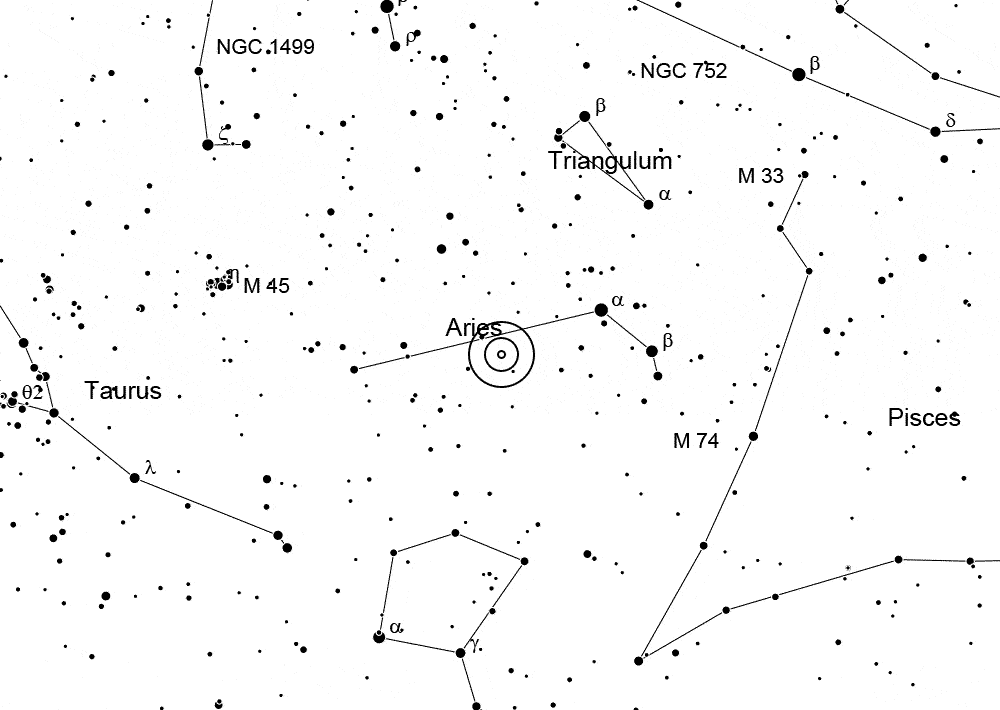 β
ρ
NGC 1499
NGC 752
β
β
δ
ζ
Triangulum
M 33
α
η
M 45
α
Aries
β
θ2
Taurus
Pisces
M 74
λ
α
γ